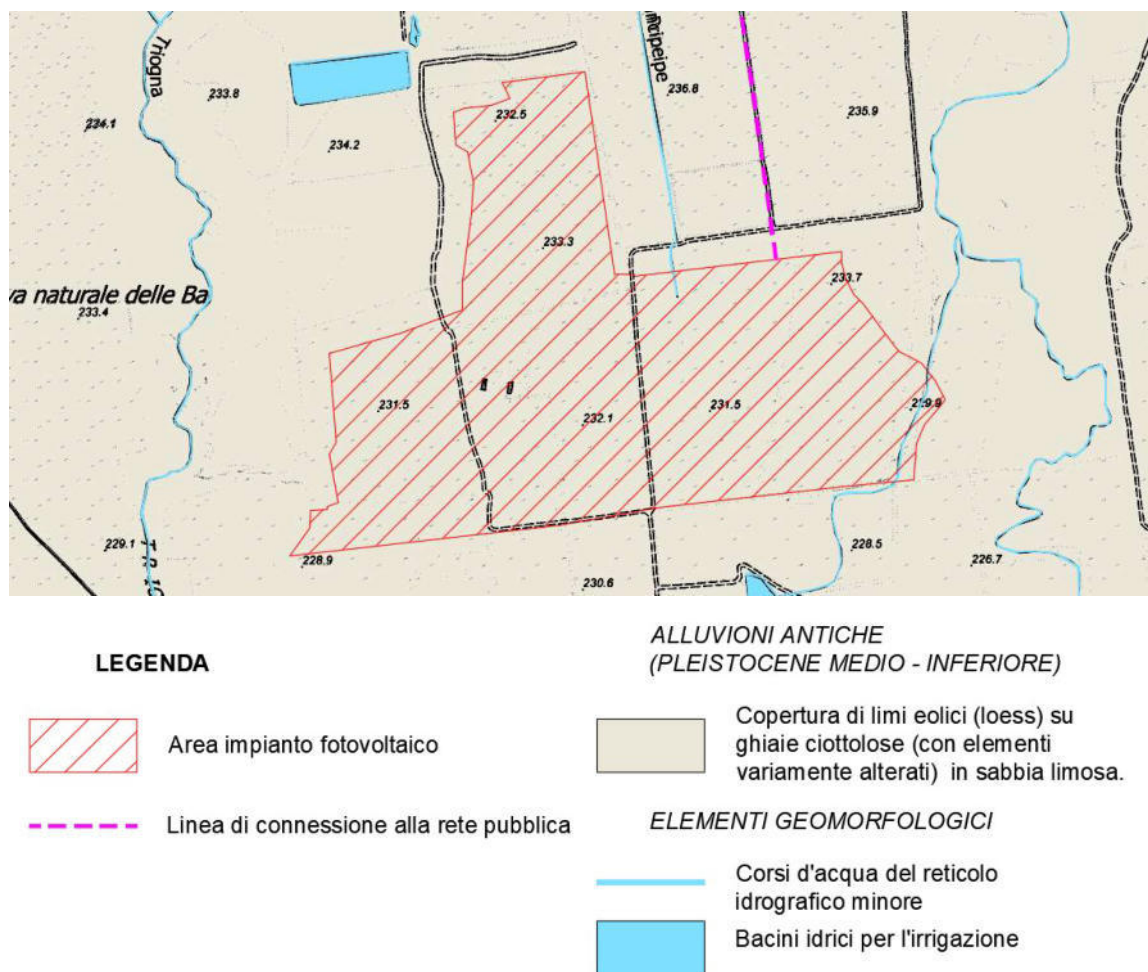 Triogna
233.8
234.1
234.2
232.5
236.8
235.9
233.3
233.7
va naturale delle Ba
233.4
231.5
232.1
231.5
229.9
229.1
228.9
230.6
228.5
226.7
LEGENDA
Area impianto fotovoltaico
Linea di connessione alla rete pubblica
ALLUVIONI ANTICHE
(PLEISTOCENE MEDIO - INFERIORE)
Copertura di limi eolici (loess) su
ghiaie ciottolose (con elementi
variamente alterati) in sabbia limosa.
ELEMENTI GEOMORFOLOGICI
Corsi d'acqua del reticolo
idrografico minore
Bacini idrici per l'irrigazione